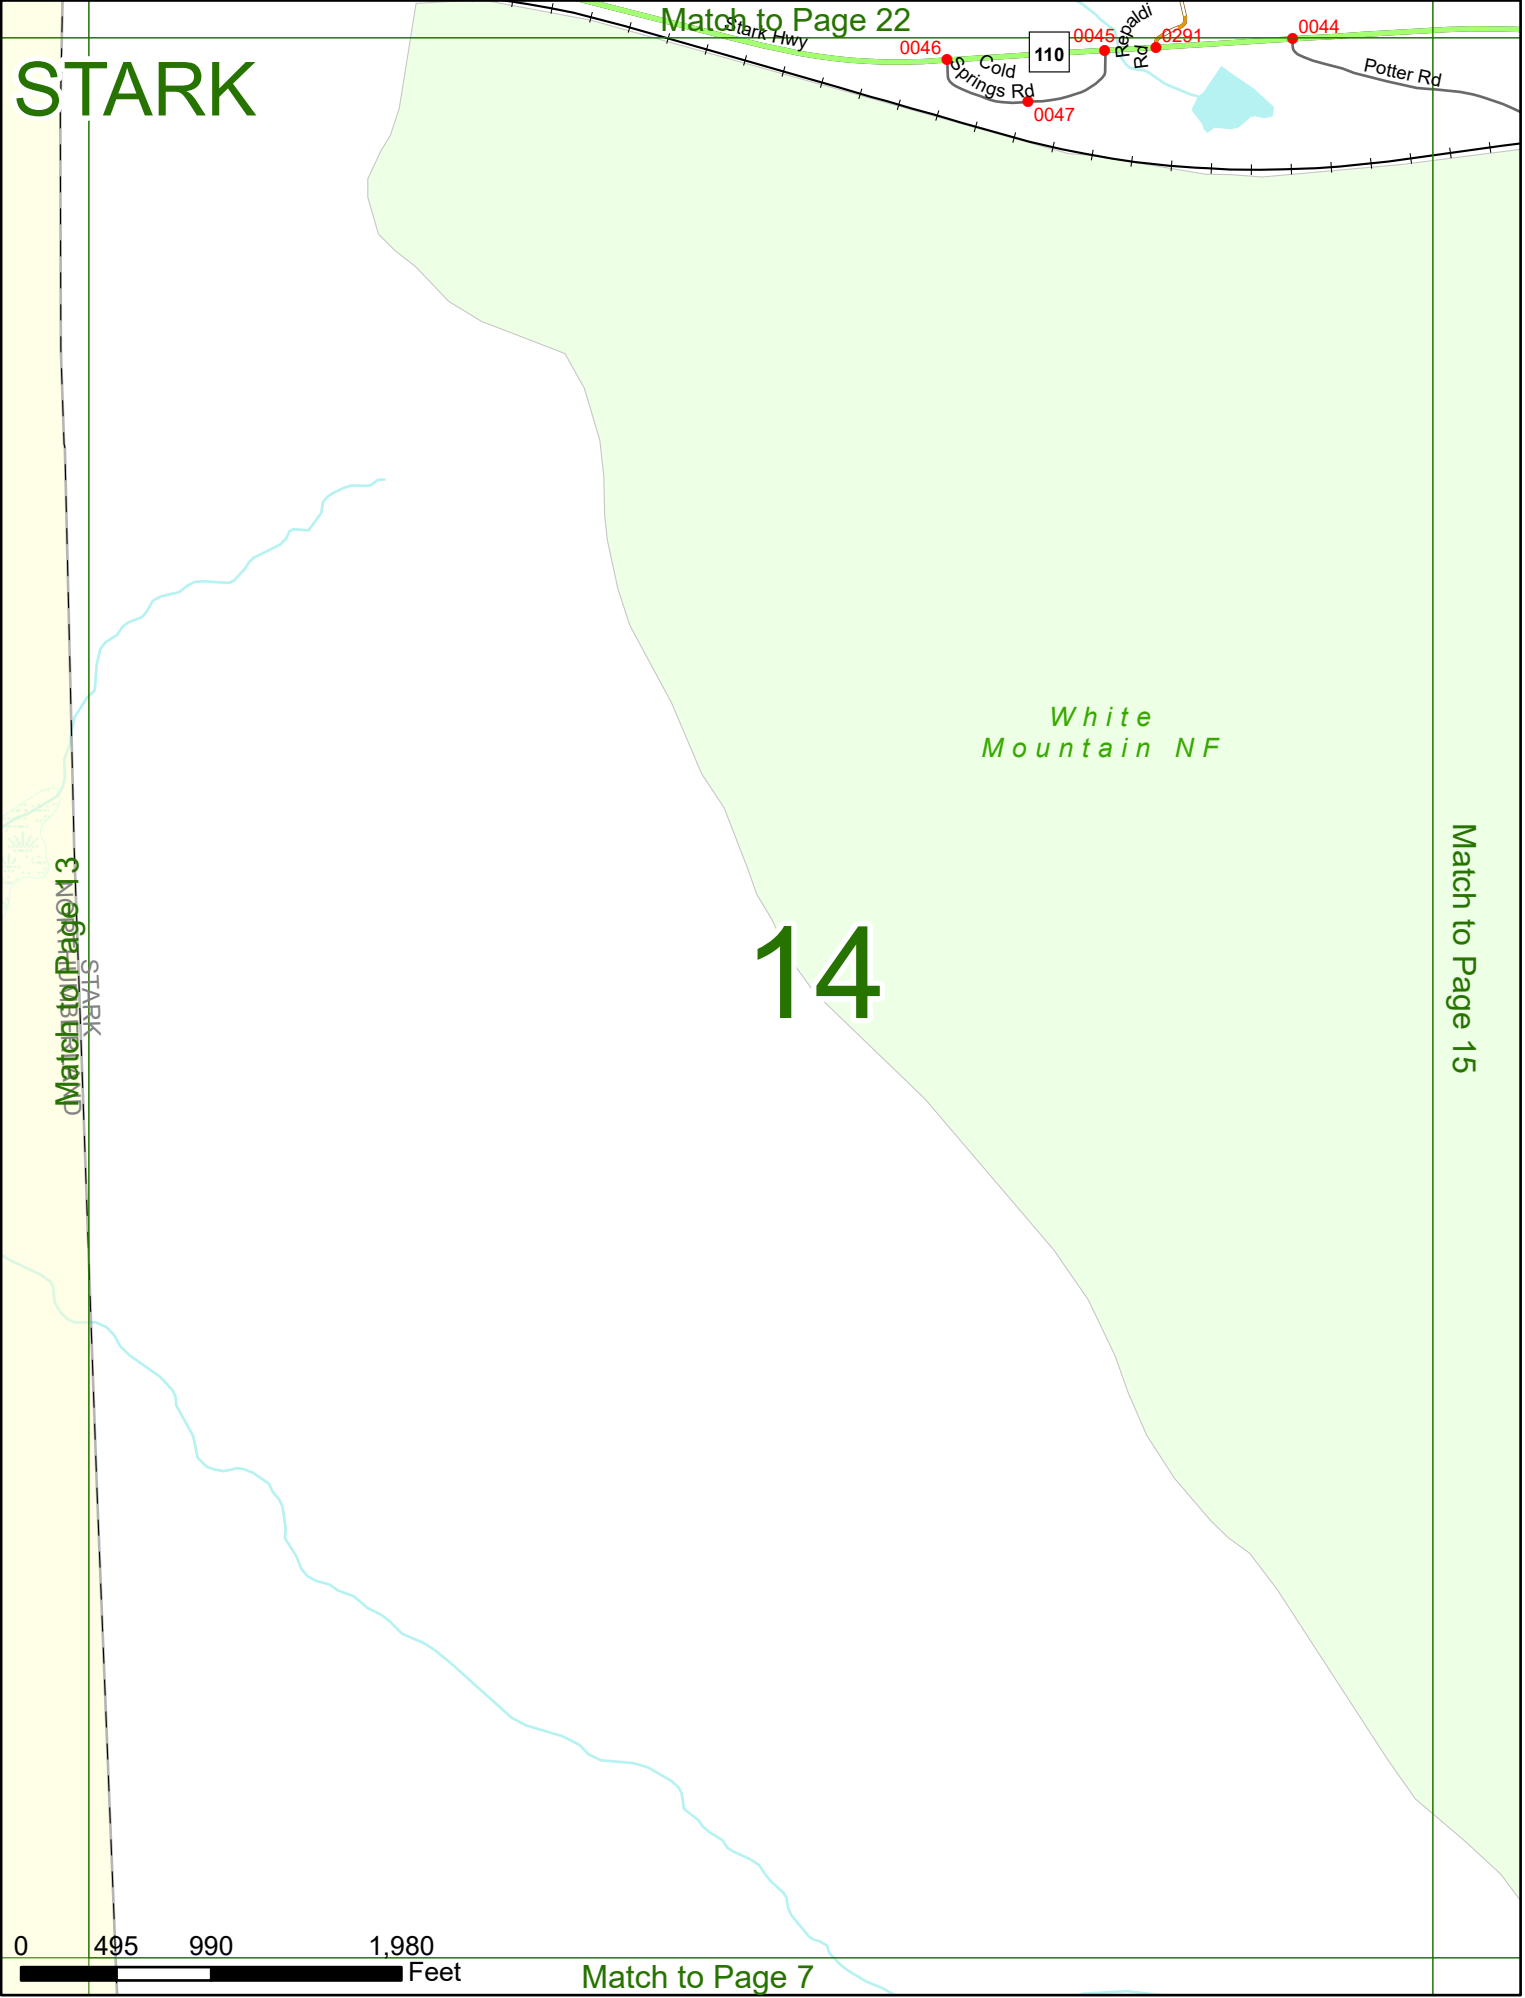 Match to Page 22
STARK
Stark Hwy
0046
110
0045
Repaldi
Rd
0291
0044
Cold
Springs Rd
0047
Potter Rd
White
Mountain NF
14
Match to Page 13
NORTHUMBERLAND
STARK
Match to Page 15
0
495
990
1,980
Feet
Match to Page 7